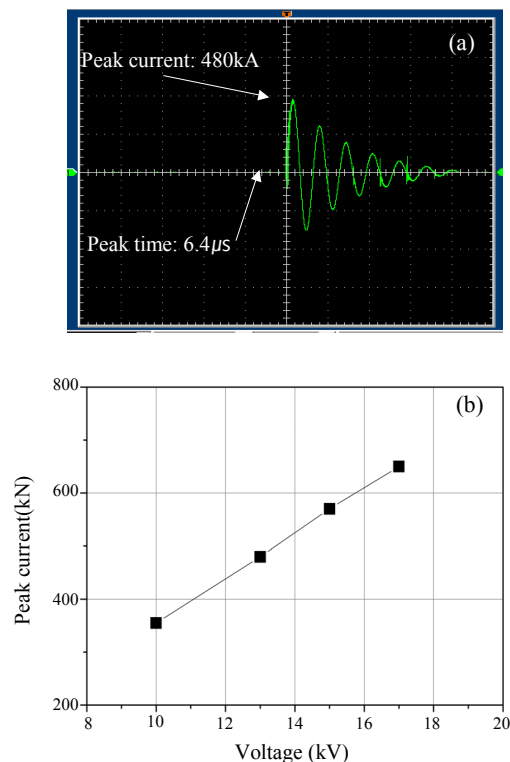 (a)
Peak current: 480kA
Peak time: 6.4μs
(b)
Peak current(kN)
800
600
400
200
8 10 12 14 16 18 20
Voltage (kV)